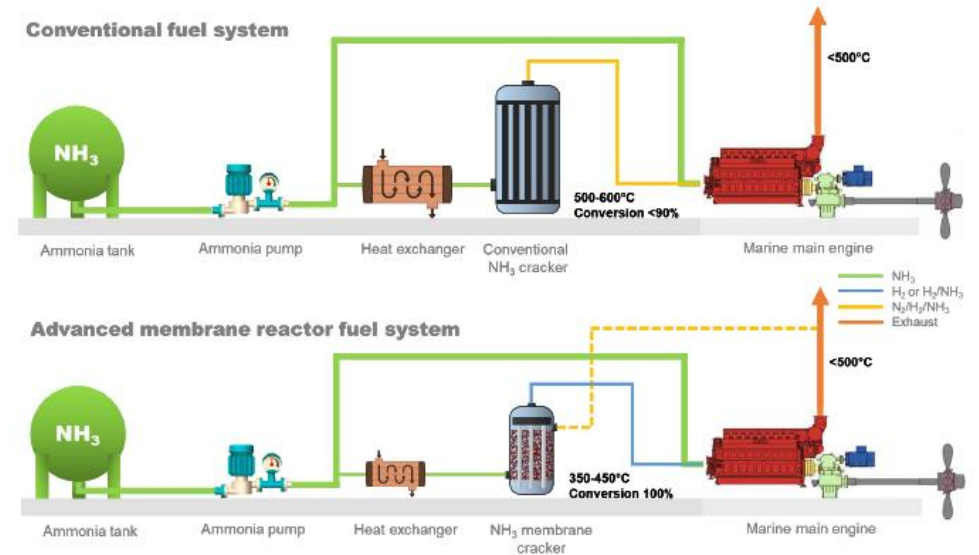 Conventional fuel system
<500°C
NH₃
500-600°C
Conversion <90%
Ammonia tank
Ammonia pump
Heat exchanger
Conventional
NH₃ cracker
Marine main engine
NH₃
H₂ or H₂/NH₃
N₂/H₂/NH₃
Exhaust
Advanced membrane reactor fuel system
<500°C
NH₃
350-450°C
Conversion 100%
Ammonia tank
Ammonia pump
Heat exchanger
NH₃ membrane
cracker
Marine main engine